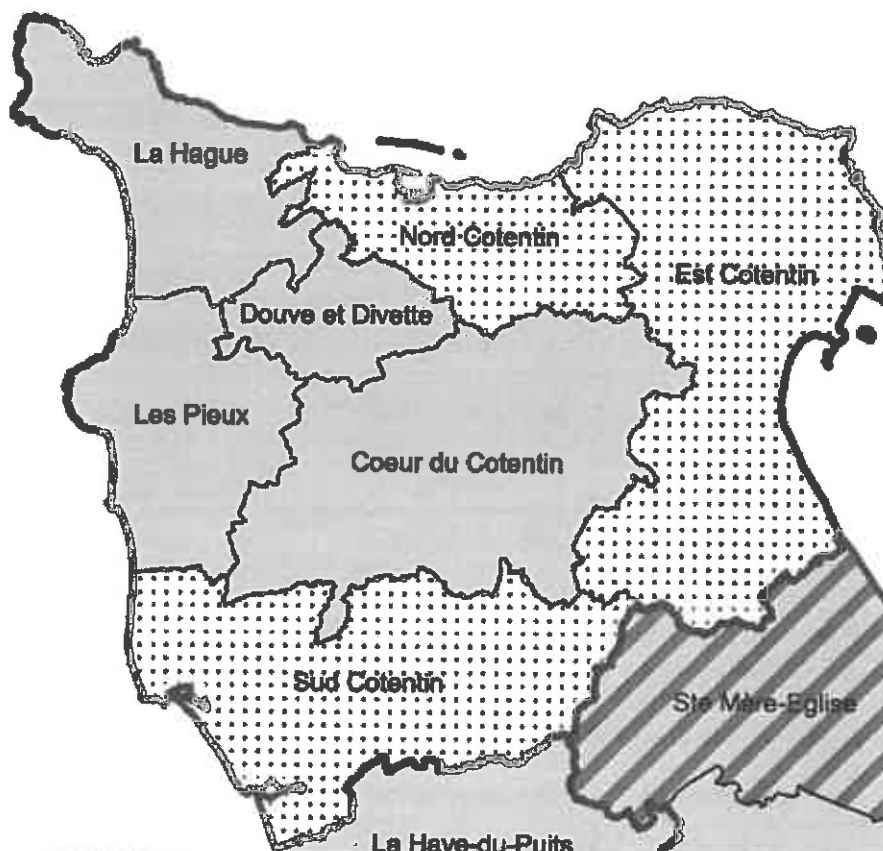 La Hague
Nord Cotentin
Est Cotentin
Douve et Divette
Les Pieux
Coeur du Cotentin
Sud Cotentin
Ste Mère-Eglise
La Haye-du-Puits